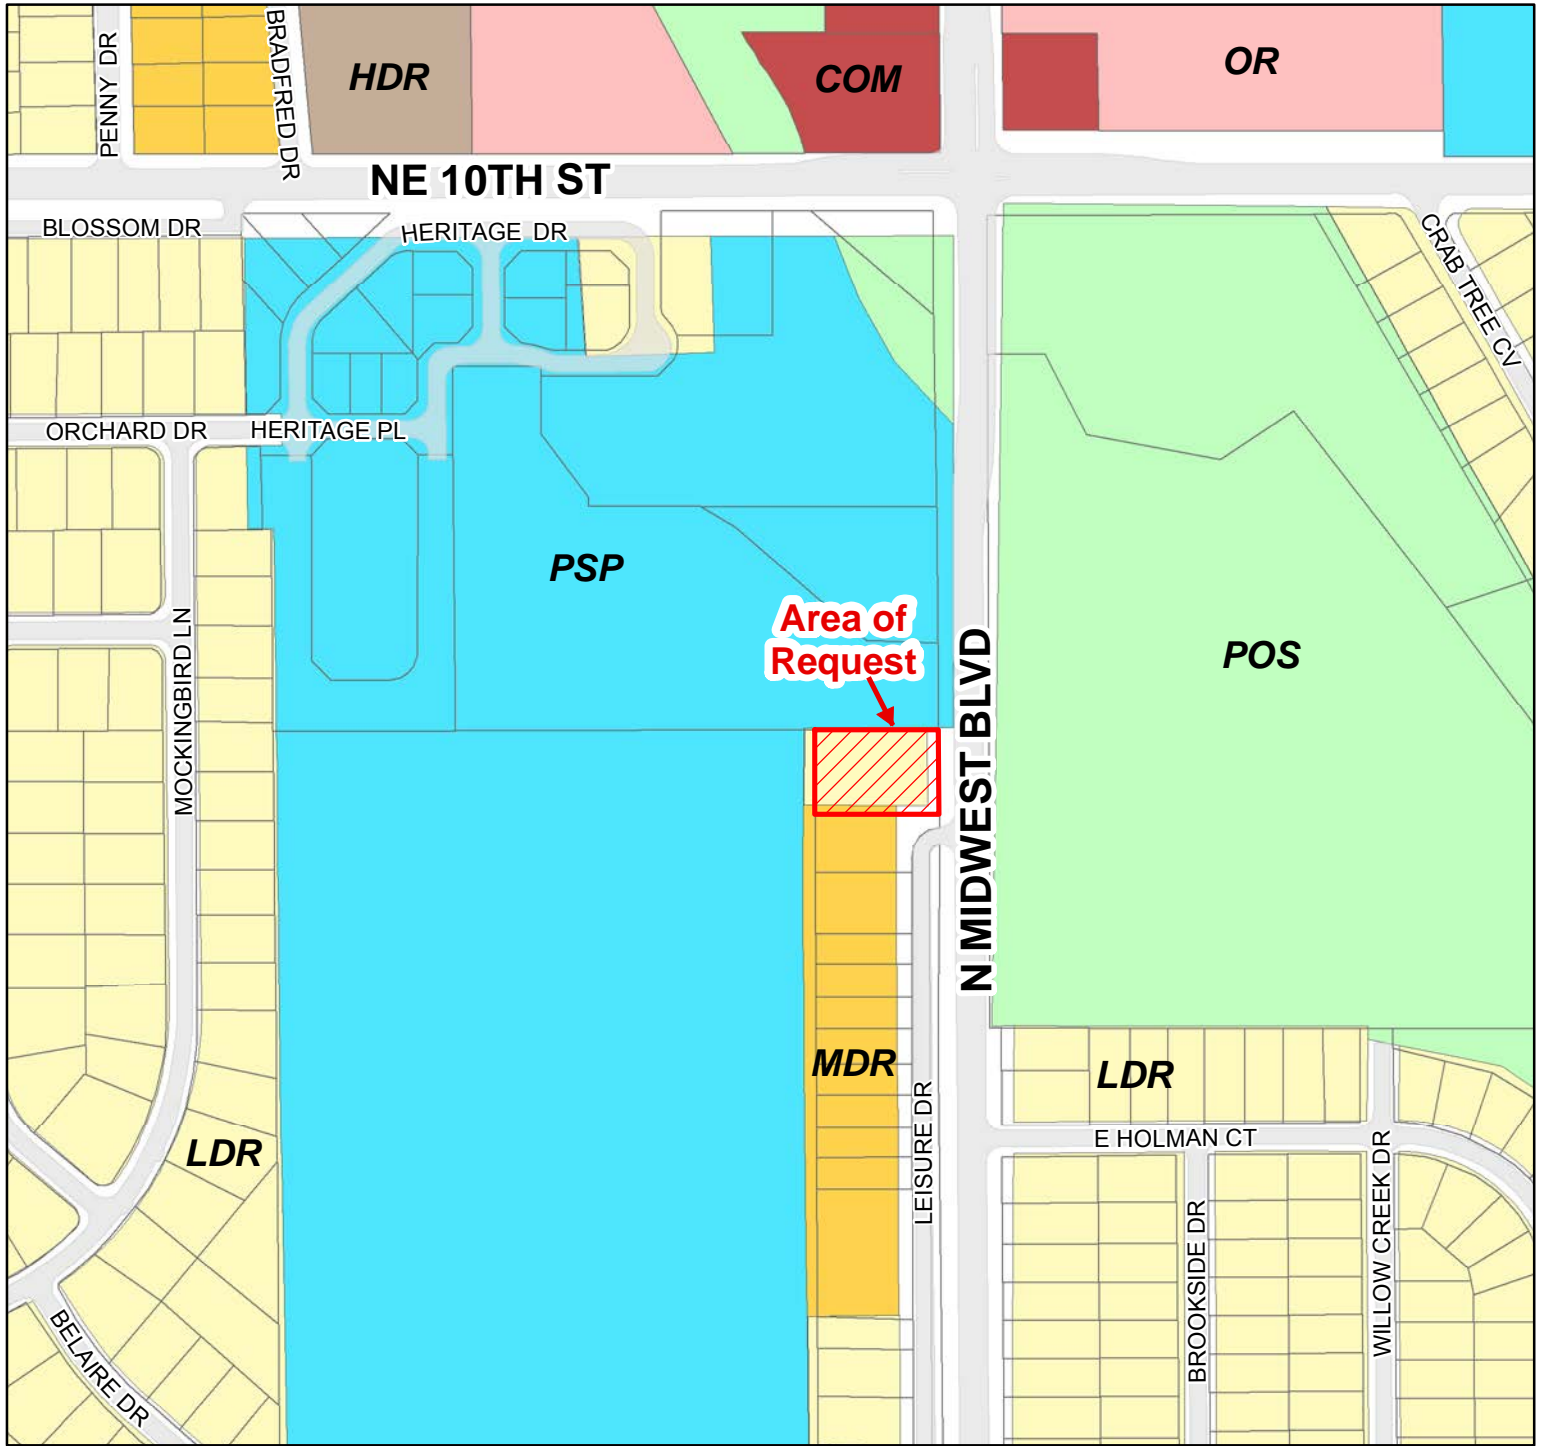 PENNY DR
BRADFRED DR
HDR
COM
OR
NE 10TH ST
BLOSSOM DR
HERITAGE DR
CRAB TREE CV
ORCHARD DR
HERITAGE PL
PSP
MOCKINGBIRD LN
Area of
Request
N MIDWEST BLVD
POS
MDR
LDR
LEISURE DR
E HOLMAN CT
LDR
BROOKSIDE DR
WILLOW CREEK DR
BELAIRE DR